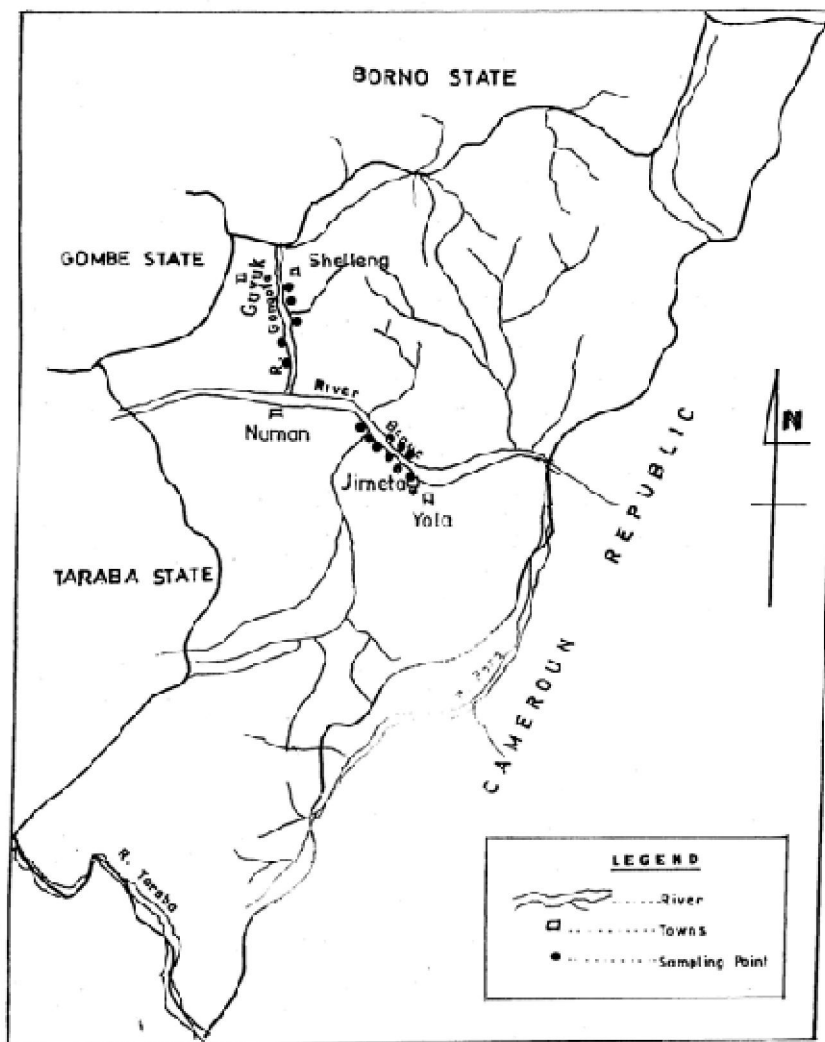 BORNO STATE
GOMBE STATE
Shelleng
Guyuk
R. Gongola
River
Benue
Numan
Jimeta
Yola
N
TARABA STATE
CAMEROUN REPUBLIC
R. Taraba
LEGEND
River
Towns
Sampling Point